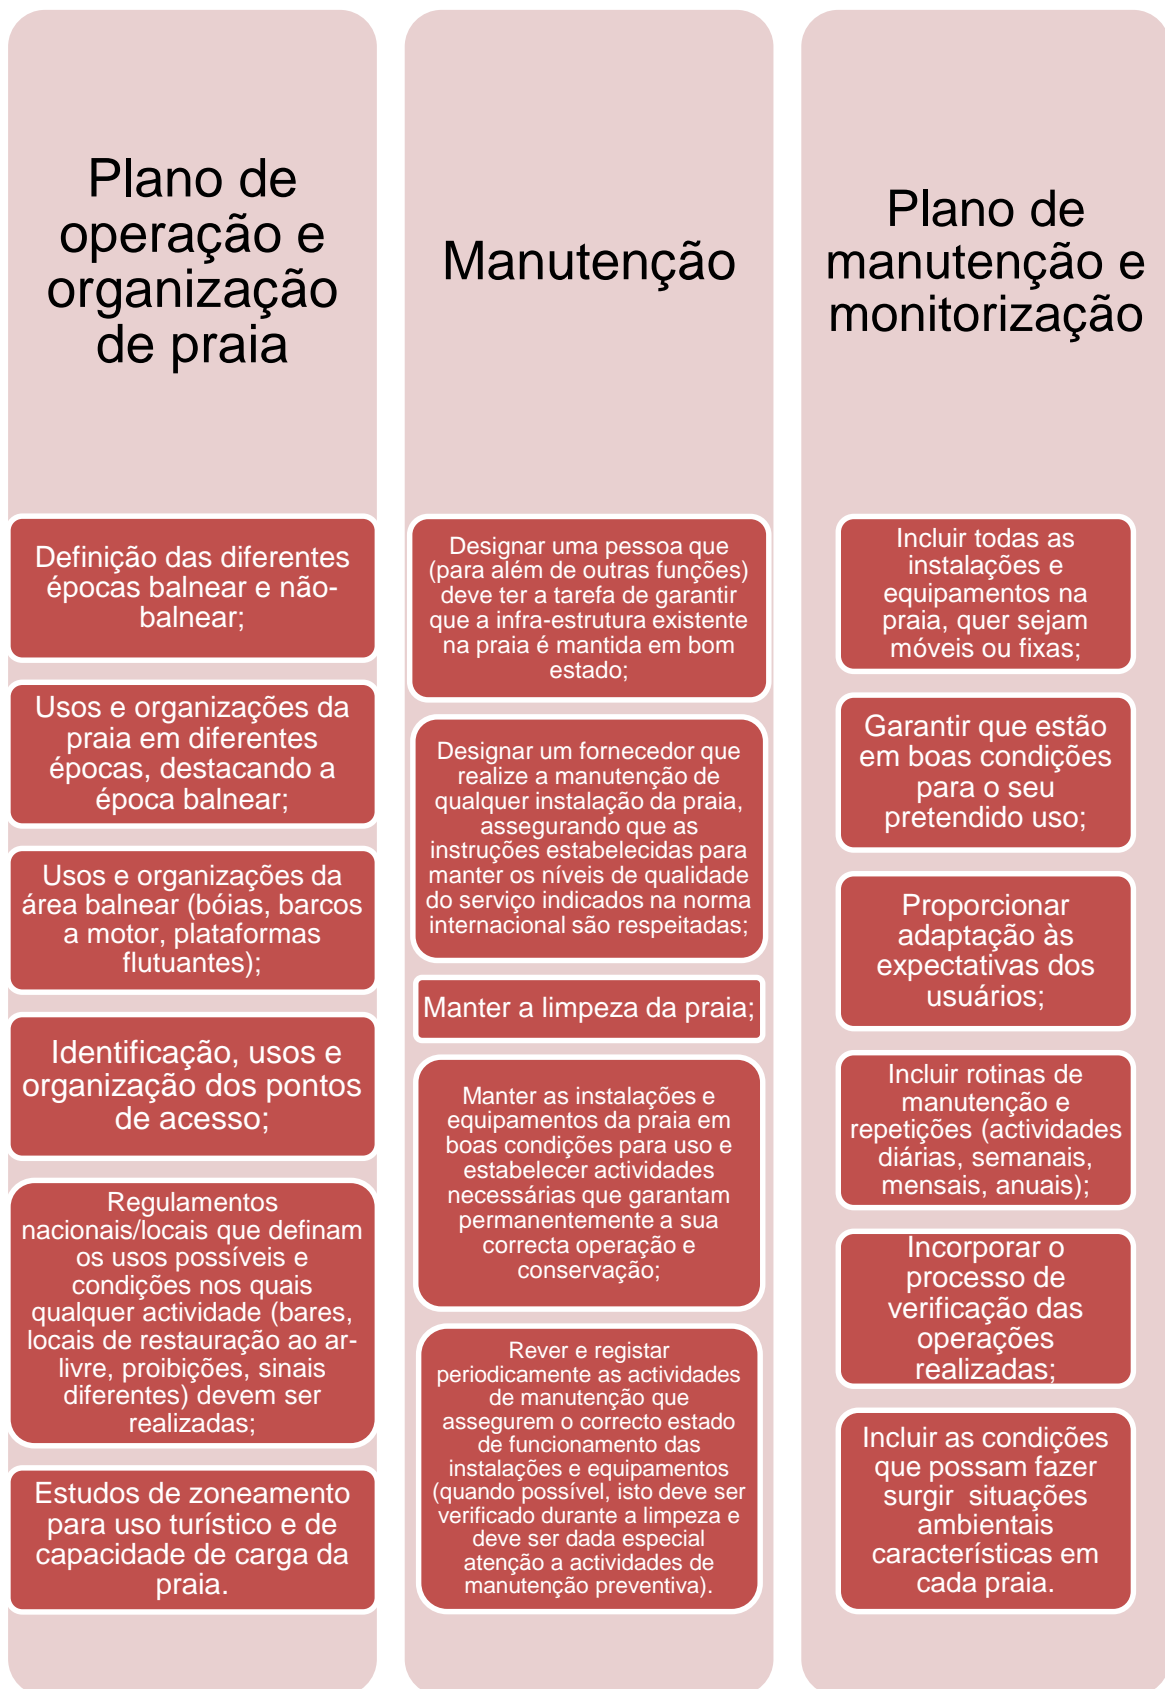 Plano de
operação e
organização
de praia
Definição das diferentes
épocas balnear e não-
balnear;
Usos e organizações da
praia em diferentes
épocas, destacando a
época balnear;
Usos e organizações da
área balnear (bóias, barcos
a motor, plataformas
flutuantes);
Identificação, usos e
organização dos pontos
de acesso;
Regulamentos
nacionais/locais que definam
os usos possíveis e
condições nos quais
qualquer actividade (bares,
locais de restauração ao ar-
livre, proibições, sinais
diferentes) devem ser
realizadas;
Estudos de zoneamento
para uso turístico e de
capacidade de carga da
praia.
Manutenção
Designar uma pessoa que
(para além de outras funções)
deve ter a tarefa de garantir
que a infra-estrutura existente
na praia é mantida em bom
estado;
Designar um fornecedor que
realize a manutenção de
qualquer instalação da praia,
assegurando que as
instruções estabelecidas para
manter os níveis de qualidade
do serviço indicados na norma
internacional são respeitadas;
Manter a limpeza da praia;
Manter as instalações e
equipamentos da praia em
boas condições para uso e
estabelecer actividades
necessárias que garantam
permanentemente a sua
correcta operação e
conservação;
Rever e registar
periodicamente as actividades
de manutenção que
assegurem o correcto estado
de funcionamento das
instalações e equipamentos
(quando possível, isto deve ser
verificado durante a limpeza e
deve ser dada especial
atenção a actividades de
manutenção preventiva).
Plano de
manutenção e
monitorização
Incluir todas as
instalações e
equipamentos na
praia, quer sejam
móveis ou fixas;
Garantir que estão
em boas condições
para o seu
pretendido uso;
Proporcionar
adaptação às
expectativas dos
usuários;
Incluir rotinas de
manutenção e
repetições (actividades
diárias, semanais,
mensais, anuais);
Incorporar o
processo de
verificação das
operações
realizadas;
Incluir as condições
que possam fazer
surgir situações
ambientais
características em
cada praia.